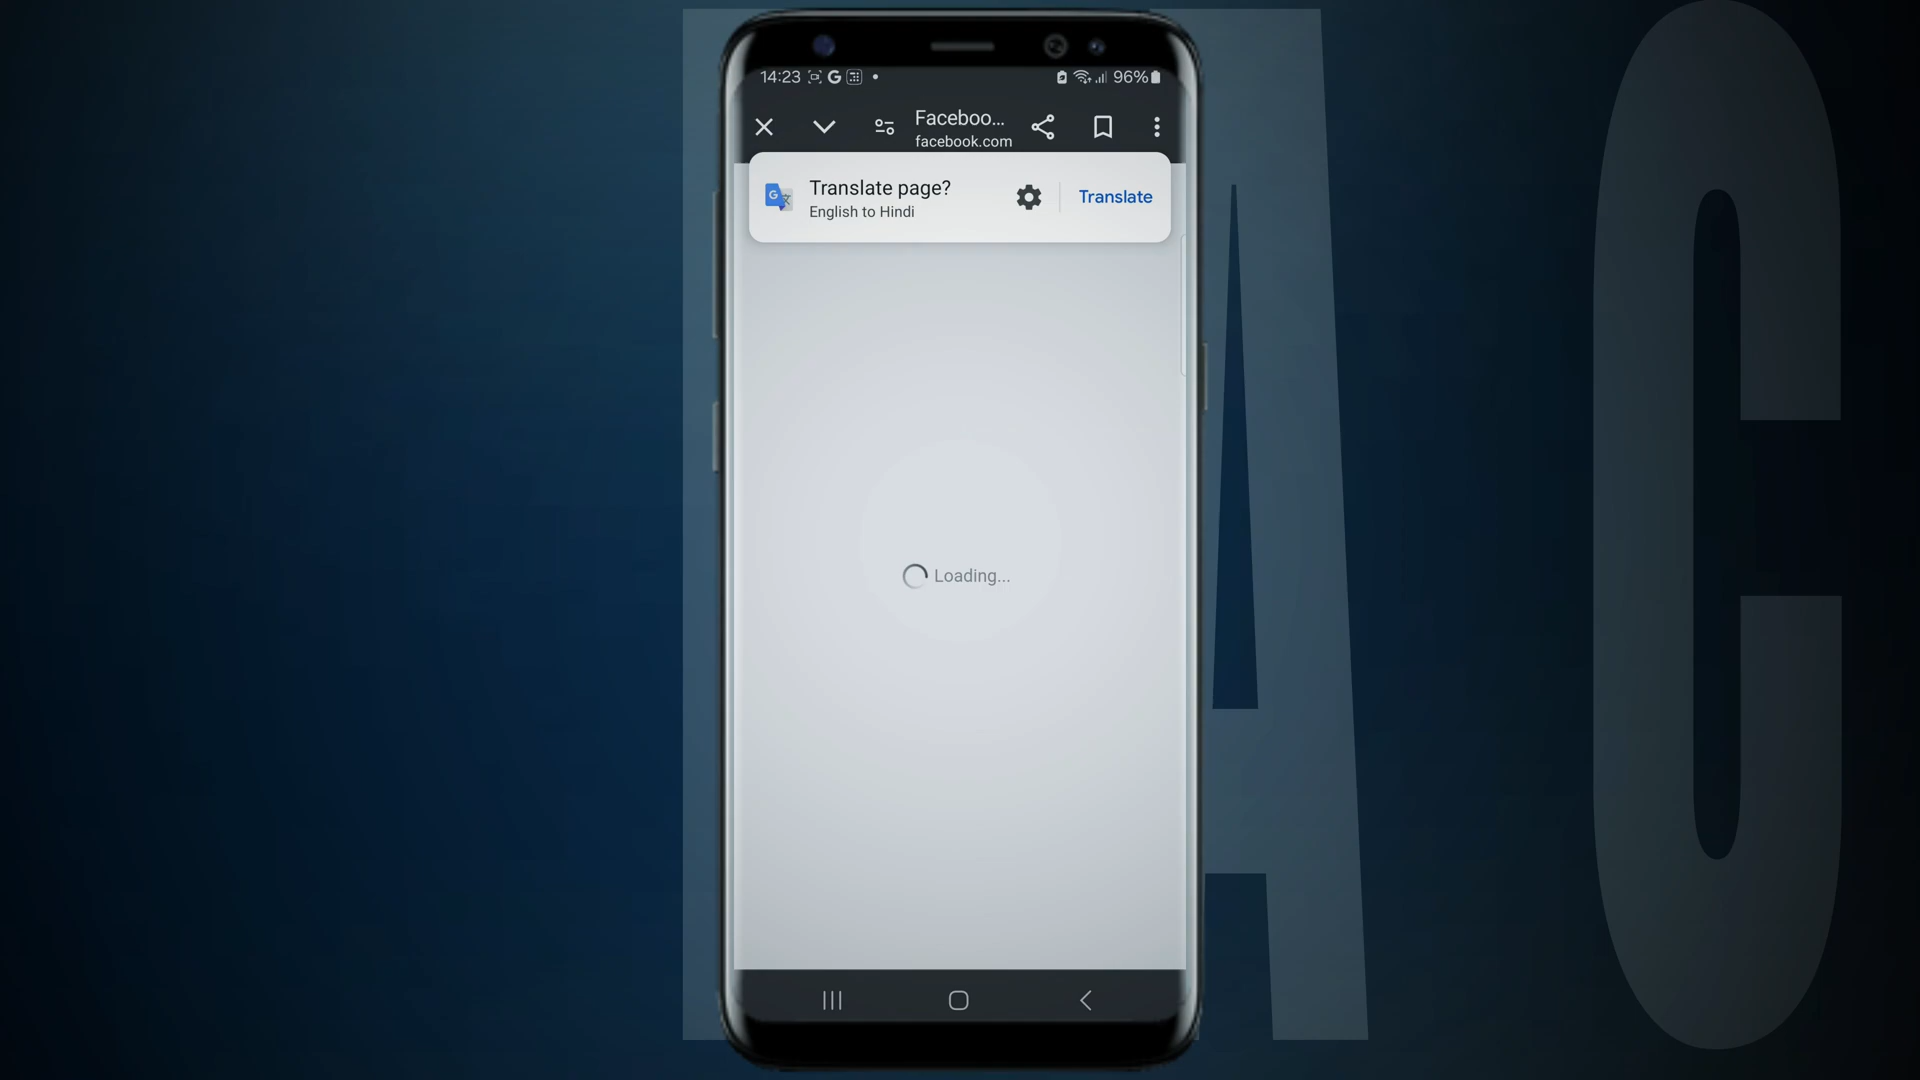 14:23 G 96%
Faceboo...
facebook.com
Translate page?
English to Hindi
Translate
Loading...
A C